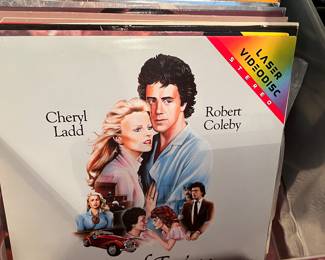 LASER
VIDEODISC
STEREO
Cheryl
Ladd
Robert
Coleby